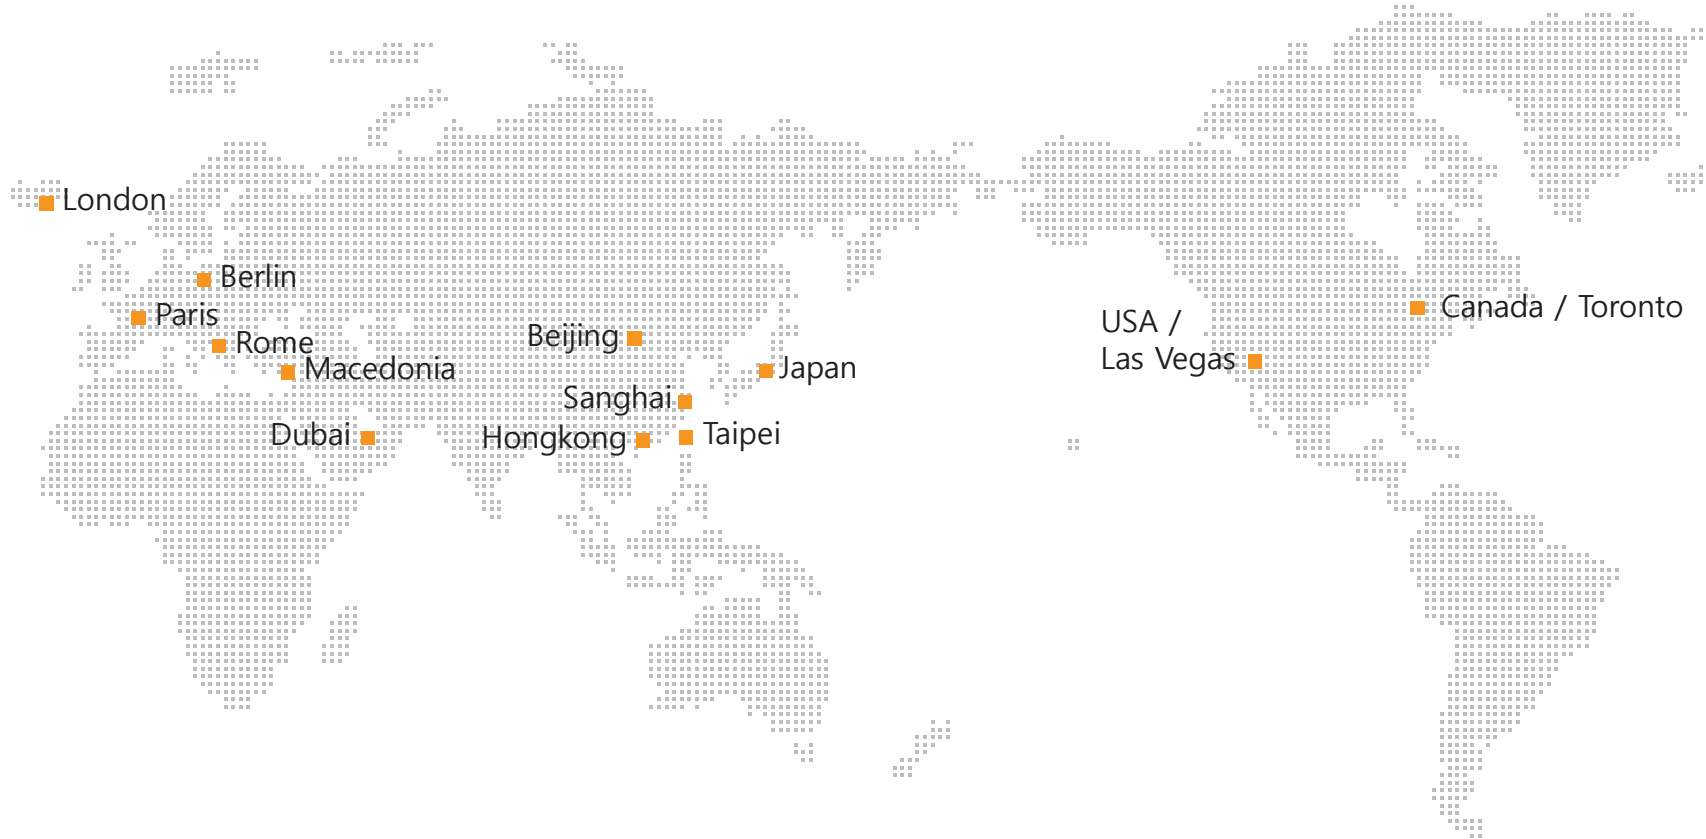 London
Berlin
Paris
Rome
Macedonia
Dubai
Beijing
Japan
Sanghai
Hongkong
Taipei
USA /
Las Vegas
Canada / Toronto